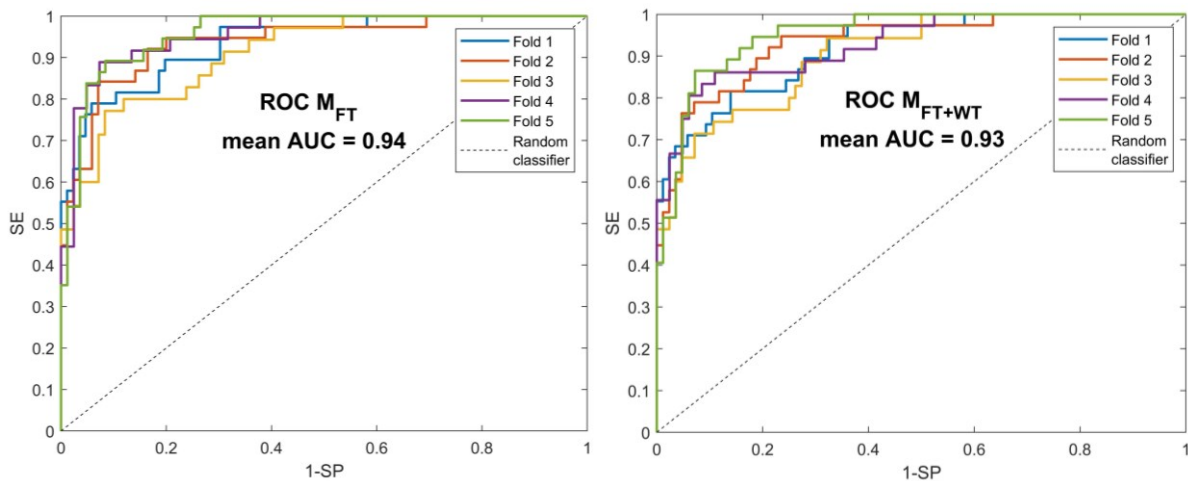 1
0.9
0.8
0.7
0.6
0.5
0.4
0.3
0.2
0.1
0
SE
0
0.2
0.4
0.6
0.8
1
1-SP
ROC M_FT
mean AUC = 0.94
Fold 1
Fold 2
Fold 3
Fold 4
Fold 5
Random
classifier
1
0.9
0.8
0.7
0.6
0.5
0.4
0.3
0.2
0.1
0
SE
0
0.2
0.4
0.6
0.8
1
1-SP
ROC M_FT+WT
mean AUC = 0.93
Fold 1
Fold 2
Fold 3
Fold 4
Fold 5
Random
classifier